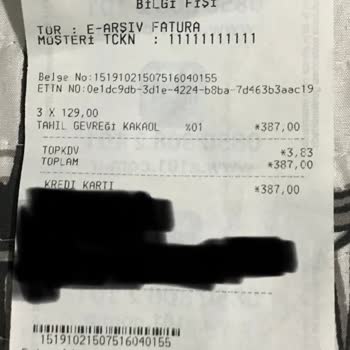 BİLGİ FİŞİ
TÜR : E-ARŞİV FATURA
MÜŞTERİ TCKN : 11111111111
Belge No:15191021507516040155
ETTN NO:0e1dc9db-3d1e-4224-b8ba-7d463b3aac19
3 X 129,00
TAHIL GEVREĞİ KAKAOL %01 *387,00
TOPKDV *3,83
TOPLAM *387,00
KREDİ KARTI *387,00
15191021507516040155